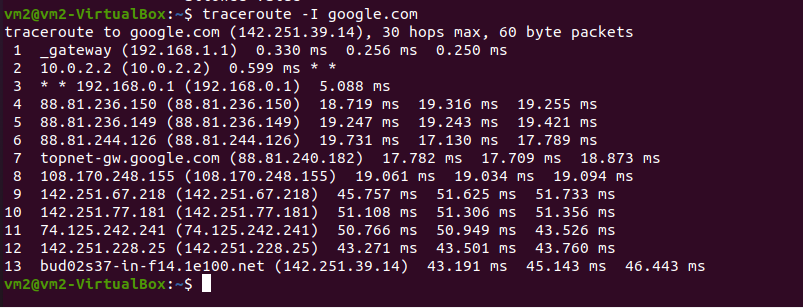 vm2@vm2-VirtualBox:~$ traceroute -I google.com
traceroute to google.com (142.251.39.14), 30 hops max, 60 byte packets
 1  _gateway (192.168.1.1)  0.330 ms  0.256 ms  0.250 ms
 2  10.0.2.2 (10.0.2.2)  0.599 ms * *
 3  * * 192.168.0.1 (192.168.0.1)  5.088 ms
 4  88.81.236.150 (88.81.236.150)  18.719 ms  19.316 ms  19.255 ms
 5  88.81.236.149 (88.81.236.149)  19.247 ms  19.243 ms  19.421 ms
 6  88.81.244.126 (88.81.244.126)  19.731 ms  17.130 ms  17.789 ms
 7  topnet-gw.google.com (88.81.240.182)  17.782 ms  17.709 ms  18.873 ms
 8  108.170.248.155 (108.170.248.155)  19.061 ms  19.034 ms  19.094 ms
 9  142.251.67.218 (142.251.67.218)  45.757 ms  51.625 ms  51.733 ms
10  142.251.77.181 (142.251.77.181)  51.108 ms  51.306 ms  51.356 ms
11  74.125.242.241 (74.125.242.241)  50.766 ms  50.949 ms  43.526 ms
12  142.251.228.25 (142.251.228.25)  43.271 ms  43.501 ms  43.760 ms
13  bud02s37-in-f14.1e100.net (142.251.39.14)  43.191 ms  45.143 ms  46.443 ms
vm2@vm2-VirtualBox:~$